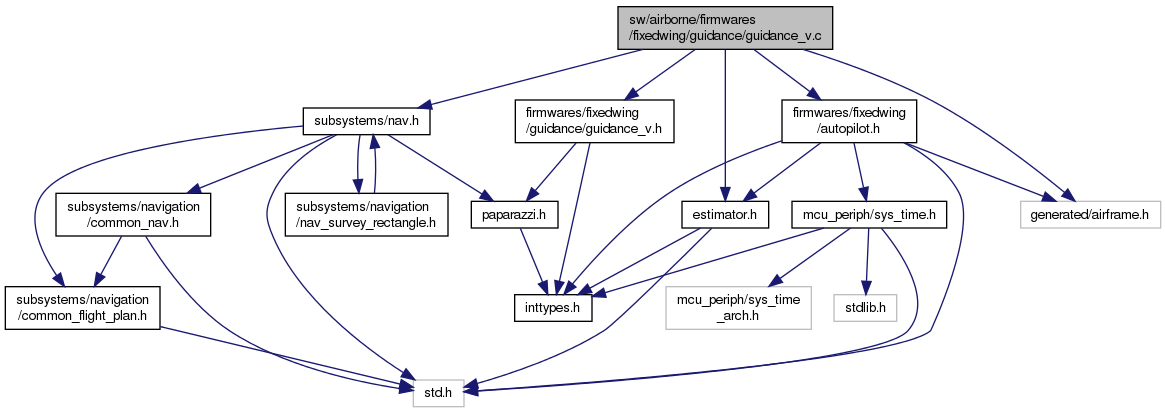 sw/airborne/firmwares
/fixedwing/guidance/guidance_v.c
subsystems/nav.h
firmwares/fixedwing
/guidance/guidance_v.h
firmwares/fixedwing
/autopilot.h
subsystems/navigation
/common_nav.h
subsystems/navigation
/nav_survey_rectangle.h
paparazzi.h
estimator.h
mcu_periph/sys_time.h
generated/airframe.h
subsystems/navigation
/common_flight_plan.h
inttypes.h
mcu_periph/sys_time
_arch.h
stdlib.h
std.h